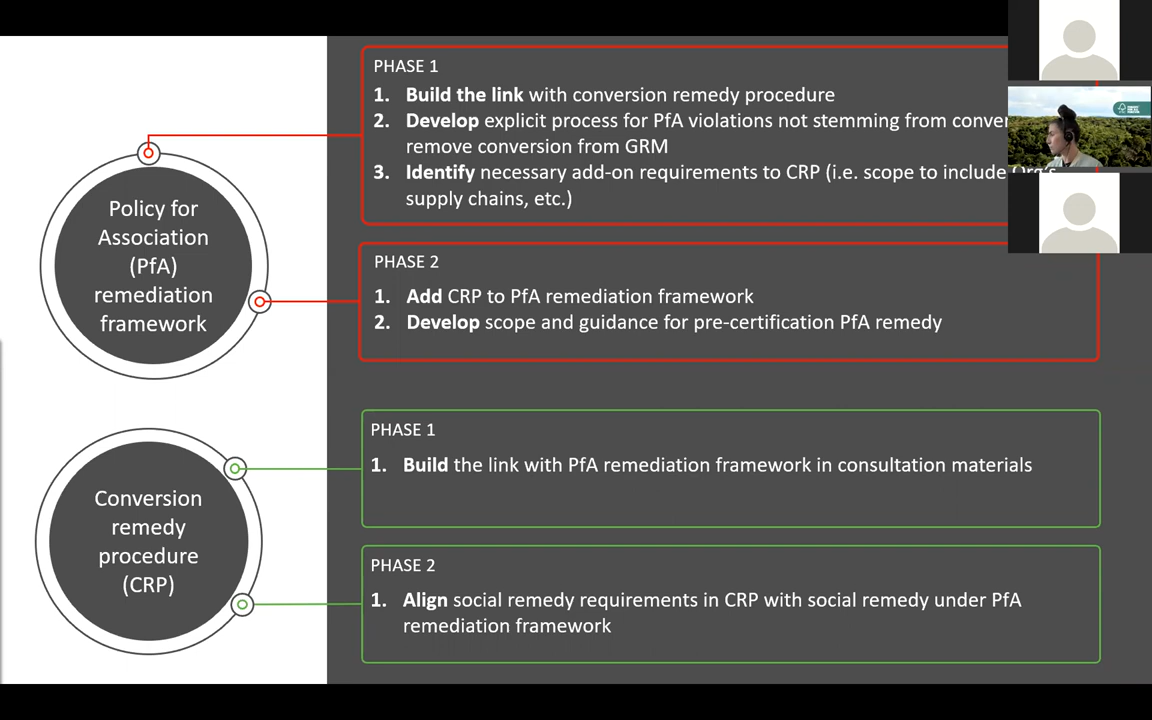 PHASE 1
1. Build the link with conversion remedy procedure
2. Develop explicit process for PfA violations not stemming from
remove conversion from GRM
3. Identify necessary add-on requirements to CRP (i.e. scope to include Org's
supply chains, etc.)
Policy for
Association
(PfA)
remediation
framework
PHASE 2
1. Add CRP to PfA remediation framework
2. Develop scope and guidance for pre-certification PfA remedy
PHASE 1
1. Build the link with PfA remediation framework in consultation materials
Conversion
remedy
procedure
(CRP)
PHASE 2
1. Align social remedy requirements in CRP with social remedy under PfA
remediation framework